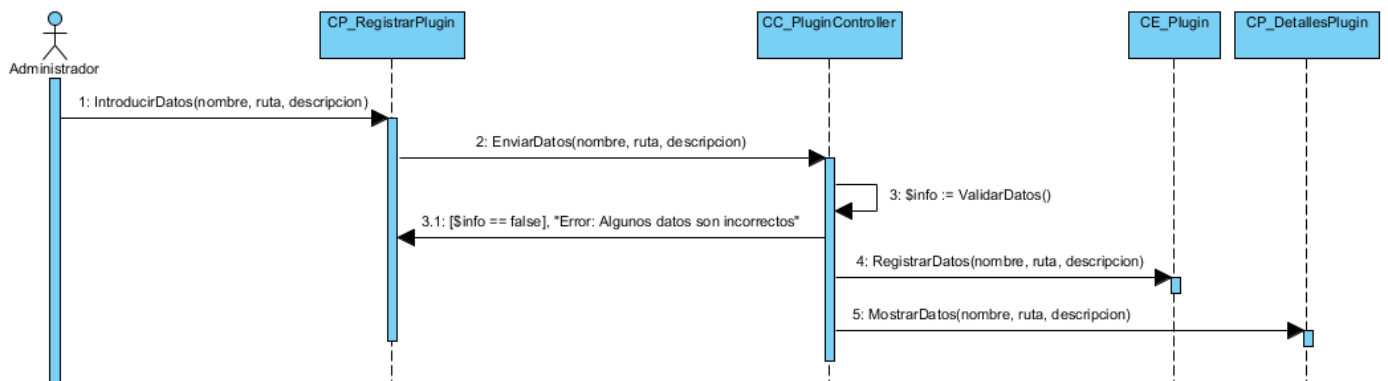 CP_RegistrarPlugin
CC_PluginController
CE_Plugin
CP_DetallesPlugin
Administrador
1: IntroducirDatos(nombre, ruta, descripcion)
2: EnviarDatos(nombre, ruta, descripcion)
3: $info := ValidarDatos()
3.1: [$info == false], "Error: Algunos datos son incorrectos"
4: RegistrarDatos(nombre, ruta, descripcion)
5: MostrarDatos(nombre, ruta, descripcion)